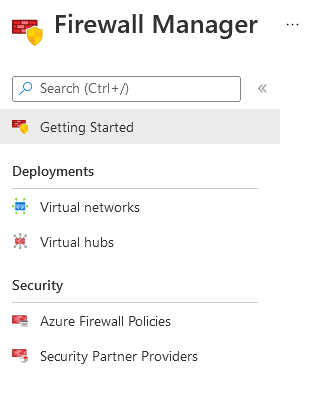 Firewall Manager
Search (Ctrl+/)
Getting Started
Deployments
Virtual networks
Virtual hubs
Security
Azure Firewall Policies
Security Partner Providers